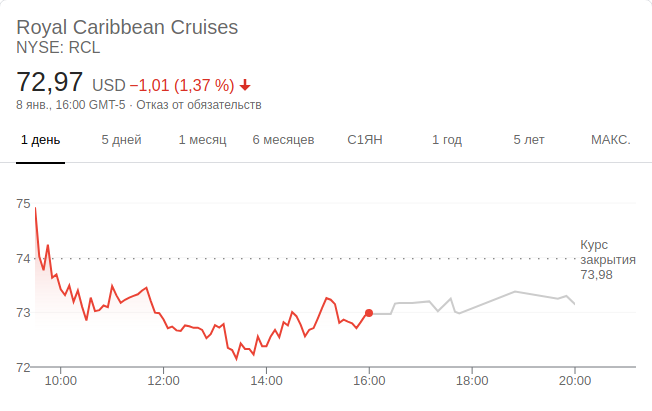 Royal Caribbean Cruises
NYSE: RCL
72,97 USD −1,01 (1,37 %)
8 янв., 16:00 GMT-5 · Отказ от обязательств
1 день 5 дней 1 месяц 6 месяцев С1ЯН 1 год 5 лет МАКС.
75
74
73
72
Курс
закрытия
73,98
10:00 12:00 14:00 16:00 18:00 20:00